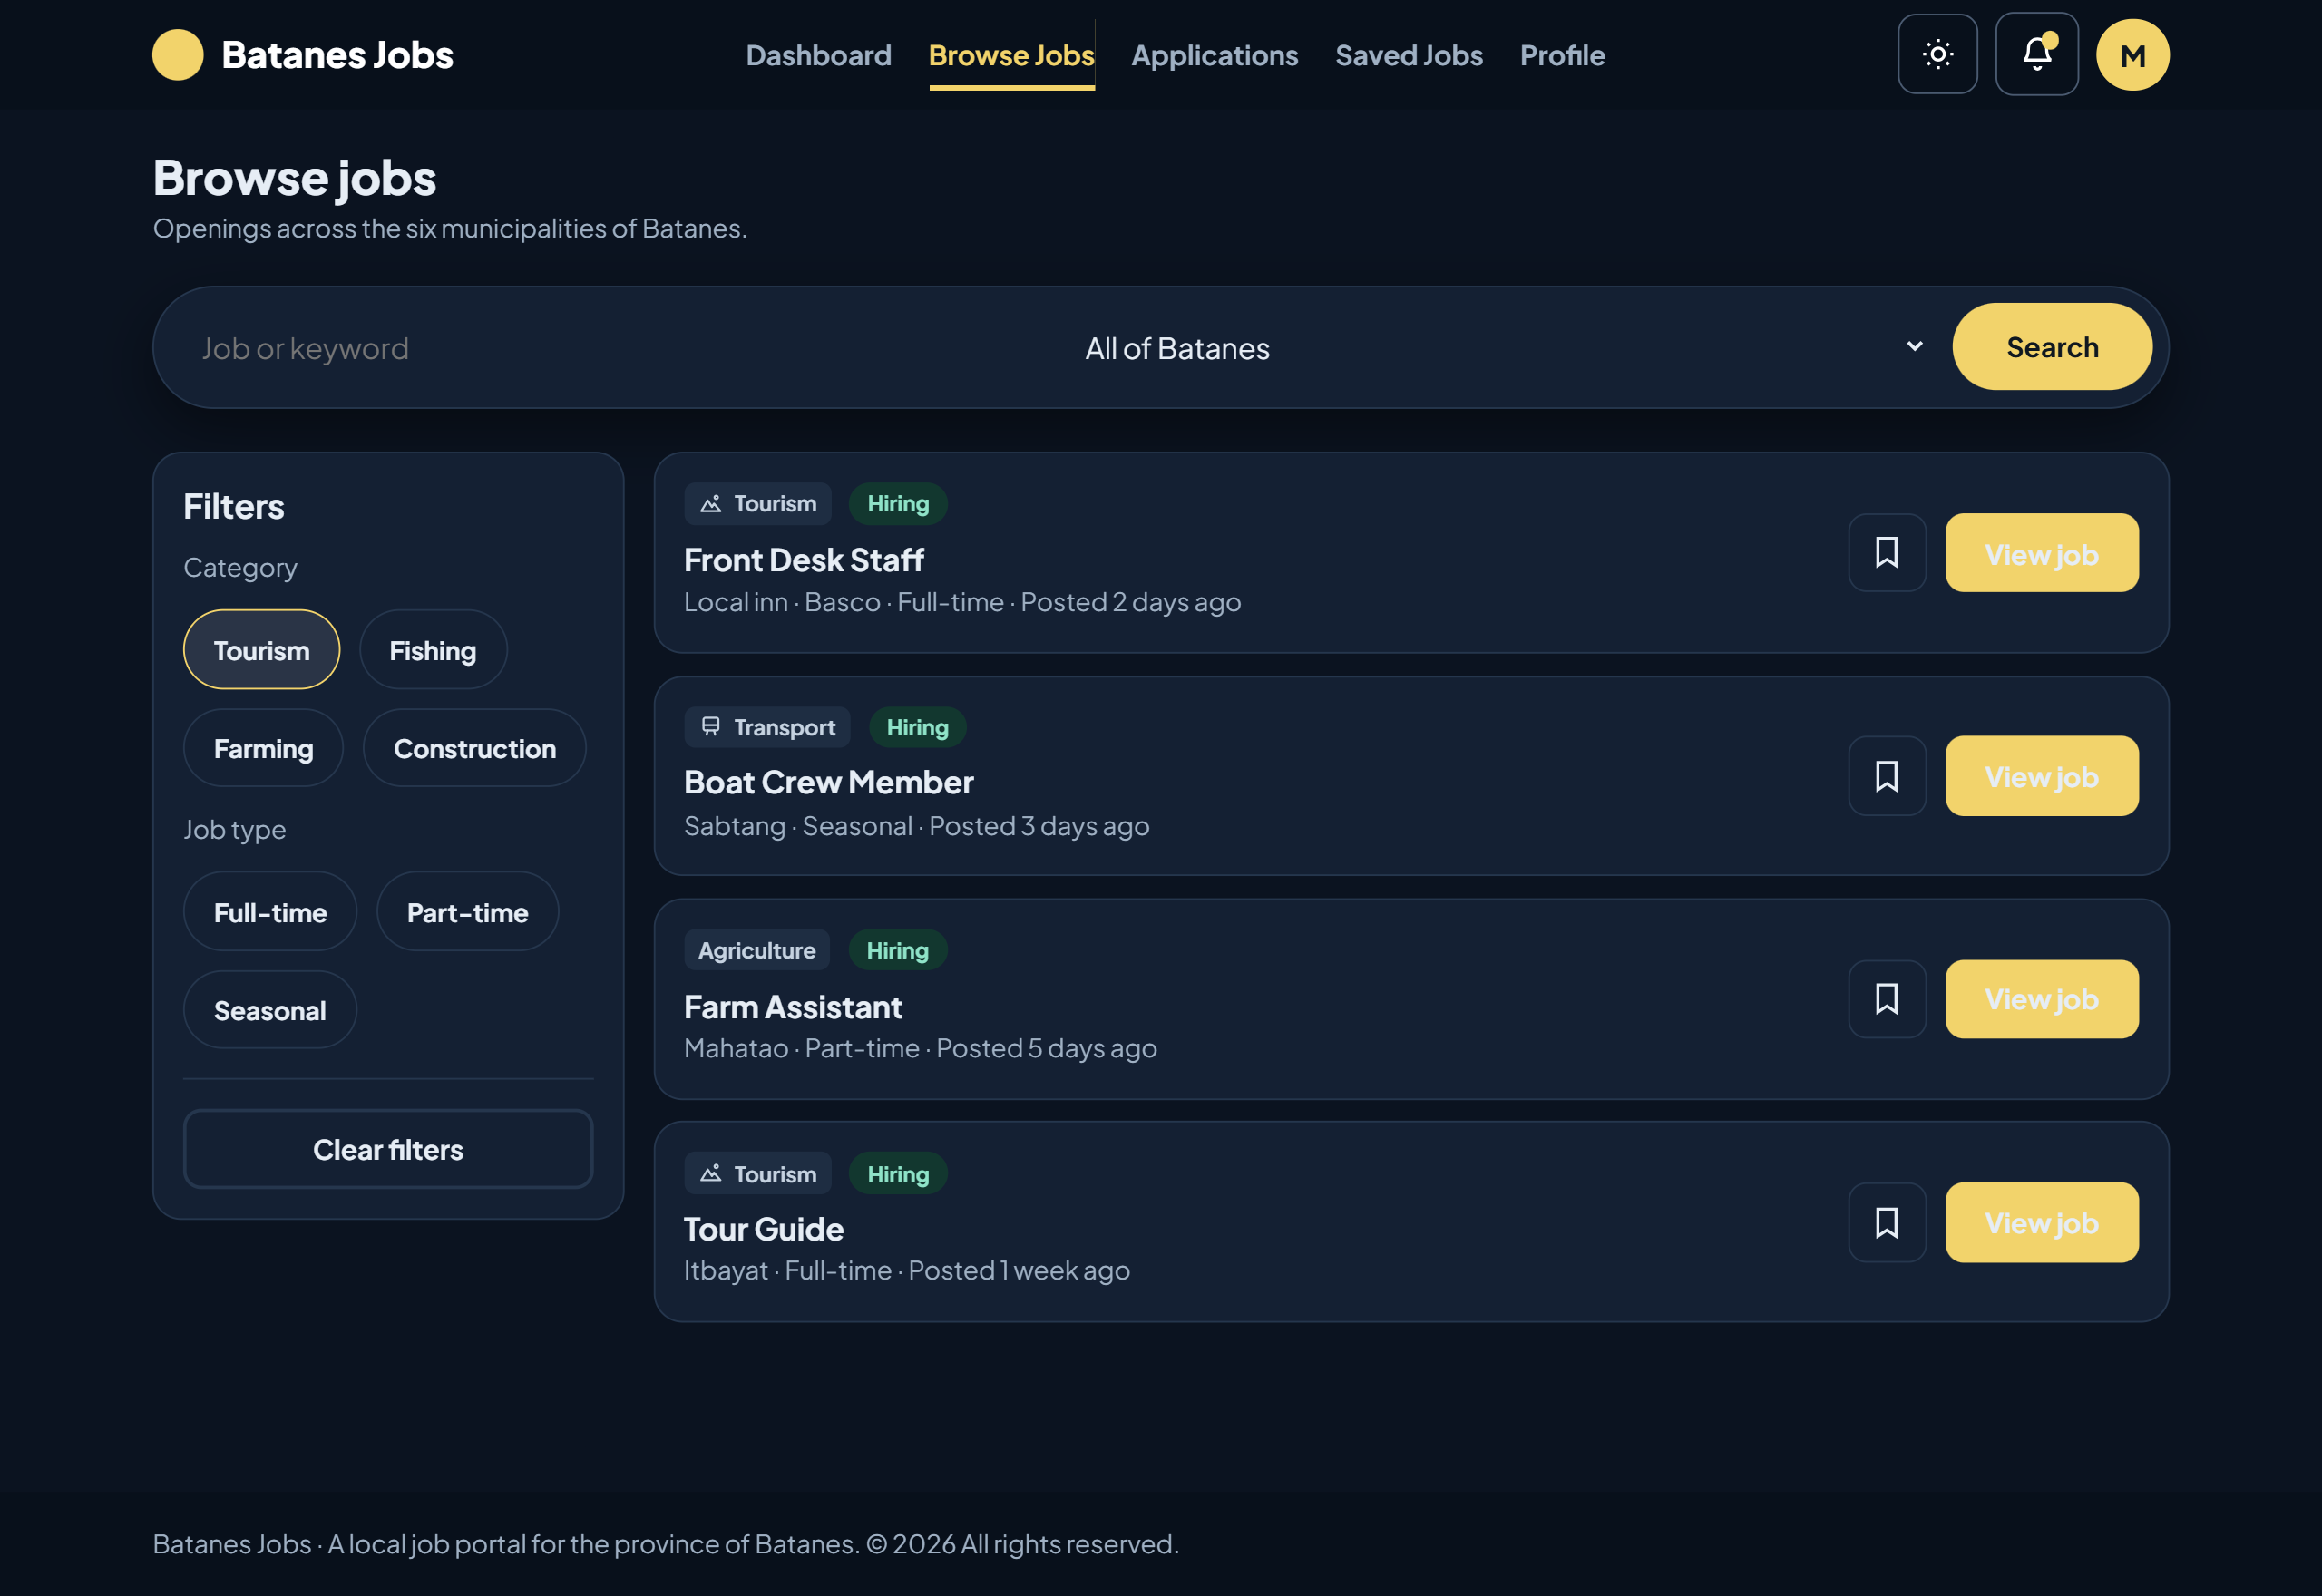 Batanes Jobs
Dashboard Browse Jobs Applications Saved Jobs Profile
M
Browse jobs
Openings across the six municipalities of Batanes.
Job or keyword
All of Batanes
Search
Filters
Category
Tourism Fishing
Farming Construction
Job type
Full-time Part-time
Seasonal
Clear filters
Tourism Hiring
Front Desk Staff
Local inn · Basco · Full-time · Posted 2 days ago
View job
Transport Hiring
Boat Crew Member
Sabtang · Seasonal · Posted 3 days ago
View job
Agriculture Hiring
Farm Assistant
Mahatao · Part-time · Posted 5 days ago
View job
Tourism Hiring
Tour Guide
Itbayat · Full-time · Posted 1 week ago
View job
Batanes Jobs · A local job portal for the province of Batanes. © 2026 All rights reserved.